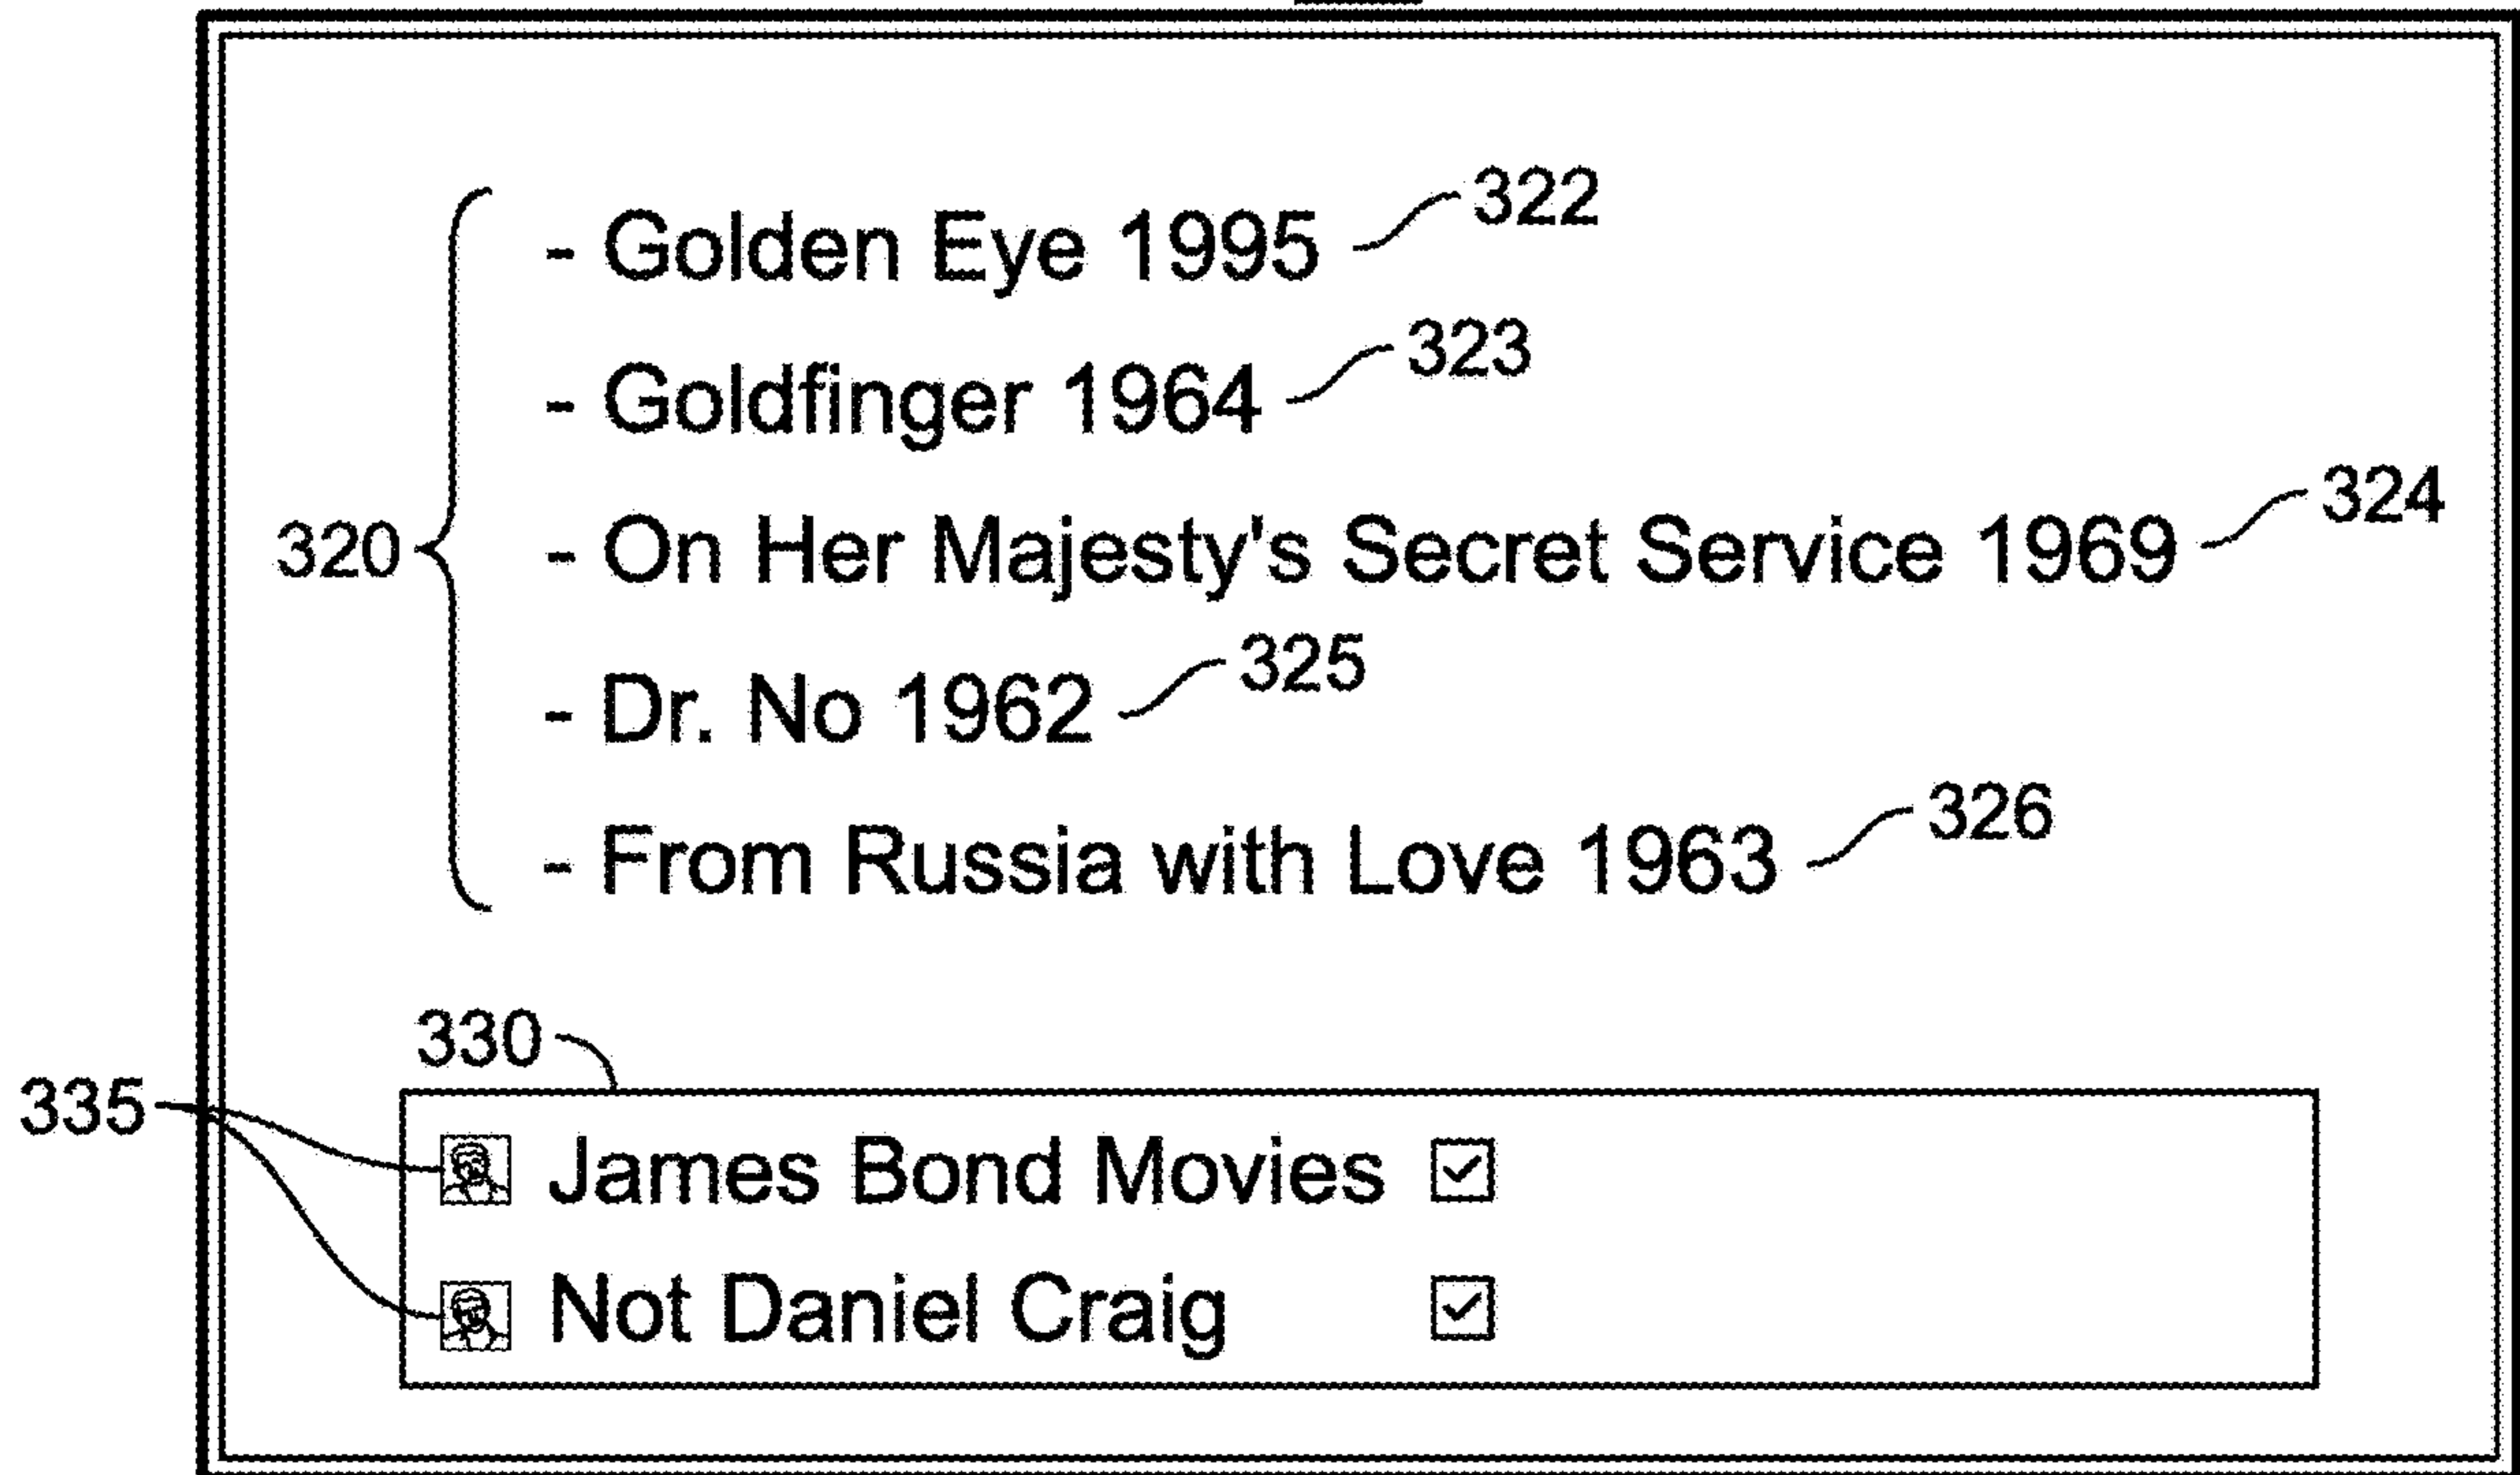 - Golden Eye 1995 322
- Goldfinger 1964 323
320 - On Her Majesty's Secret Service 1969 324
- Dr. No 1962 325
- From Russia with Love 1963 326
330
335
James Bond Movies
Not Daniel Craig